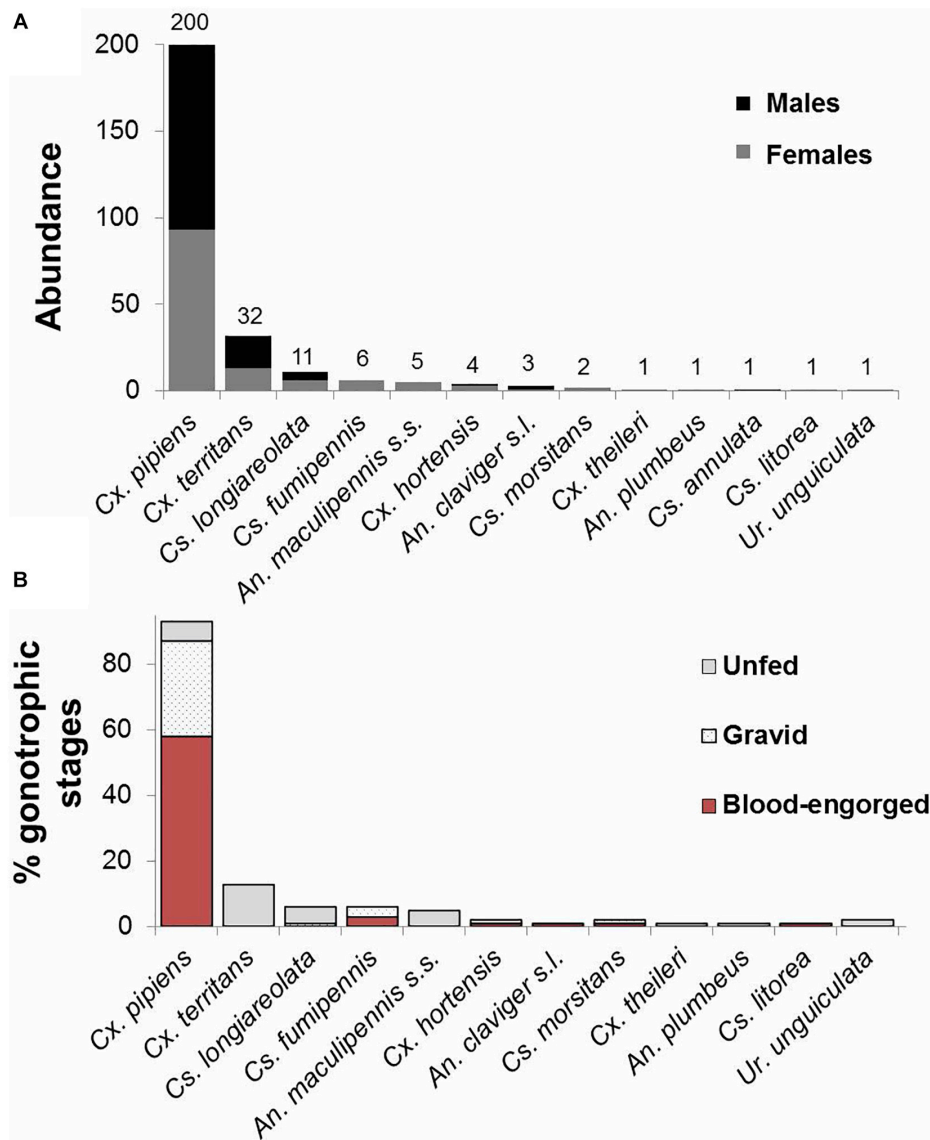 A
200
200
150
100
50
0
Abundance
Males
Females
32
11
6
5
4
3
2
1
1
1
1
1
Cx. pipiens
Cx. territans
Cs. longiareolata
Cs. fumipennis
An. maculipennis s.s.
Cx. hortensis
An. claviger s.l.
Cs. morsitans
Cx. theileri
An. plumbeus
Cs. annulata
Cs. litorea
Ur. unguiculata
B
% gonotrophic
stages
80
60
40
20
0
Unfed
Gravid
Blood-engorged
Cx. pipiens
Cx. territans
Cs. longiareolata
Cs. fumipennis
An. maculipennis s.s.
Cx. hortensis
An. claviger s.l.
Cs. morsitans
Cx. theileri
An. plumbeus
Cs. litorea
Ur. unguiculata